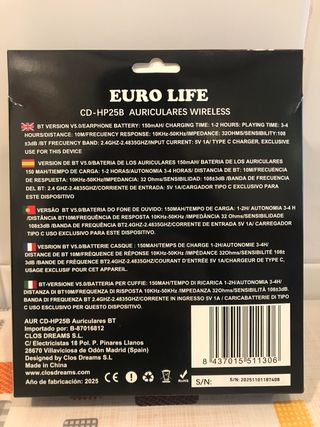 EURO LIFE
CD-HP25B AURICULARES WIRELESS
BT VERSION V5.0/EARPHONE BATTERY: 150mAH/ CHARGING TIME: 1-2 HOURS: PLAYING TIME: 3-4
HOURS/DISTANCE: 10M/FRECUENCY RESPONSE: 10KHz-50KHz/IMPEDANCE: 32OHMS/SENSIBILITY:108
±3dB /BT FRECUENCY BAND: 2.4GHZ-2.4835GHZ/INPUT CURRENT: 5V 1A/ TYPE C CHARGER, EXCLUSIVE
USE FOR THIS DEVICE
VERSION DE BT V5.0/BATERIA DE LOS AURICULARES 150mAH/ BATERIA DE LOS AURICULARES
150 MAH/TIEMPO DE CARGA: 1-2 HORAS/AUTONOMIA 3-4 HORAS/ DISTANCIA DE BT: 10M/FRECUENCIA
DE RESPUESTA: 10KHz-50KHz/IMPEDANCIA 32OHMS/SENSIBILIDAD 108±3dB/BANDA DE FRECUENCIA
DEL BT: 2.4 GHZ-2.4835GHZ/CORRIENTE DE ENTRADA 5V 1A/CARGADOR TIPO C EXCLUSIVO PARA
ESTE DISPOSITIVO
VERSÃO BT V5.0/BATERIA DO FONE DE OUVIDO: 150MAH/TEMPO DE CARGA: 1-2H/ AUTONOMIA 3-4 H
/DISTÂNCIA BT10M/FREQUÊNCIA DE RESPOSTA 10KHz-50KHz/IMPEDÂNCIA 32 Ohms/SENSIBILIDADE
108±3dB/BANDA DE FREQUÊNCIA BT2.4GHZ-2.4835GHZ/CORRENTE DE ENTRADA 5V 1A/ CARREGADOR
TIPO C USO EXCLUSIVO PARA ESTE DISPOSITIVO
VERSION BT V5.0/BATTERIE CASQUE : 150MAH/TEMPS DE CHARGE 1-2H/ AUTONOMIE 3-4H/
DISTANCE BT10M/FRÉQUENCE DE RÉPONSE 10KHz-50KHz/IMPÉDANCE 32 Ohms/SENSIBILITÉ 108±
3dB /BANDE DE FRÉQUENCE BT2.4GHZ-2.4835GHZ/COURANT D'ENTRÉE 5V 1A/CHARGEUR DE TYPE C,
USAGE EXCLUSIF POUR CET APPAREIL.
BT-VERSIONE V5.0/BATTERIA PER CUFFIE: 150 MAH/TEMPO DI RICARICA 1-2H/ AUTONOMIA 3-4H/
DISTANZA DI BT10M/FREQUENZA DI RISPOSTA 10KHz-50KHz/IMPEDENZA 32Ohms/SENSIBILITÀ 108±3dB.
BANDA DI FREQUENZA BT 2.4GHZ-2.4835GHZ/ CORRENTE DI INGRESSO 5V 1A / CARICABATTERIE DI TIPO
C USO ESCLUSIVO PER QUESTO DISPOSITIVO.
AUR CD-HP25B Auriculares BT
Importado por: B-87016812
CLOS DREAMS S.L.
C/ Electricistas 18 Pol. P. Pinares Llanos
28670 Villaviciosa de Odón Madrid (Spain)
Designed by Clos Dreams S.L.
Made in China
www.closdreams.com
Año de fabricación: 2025
CE
RoHS
8 437015 511306
S/N:
S/N: 20251101187408